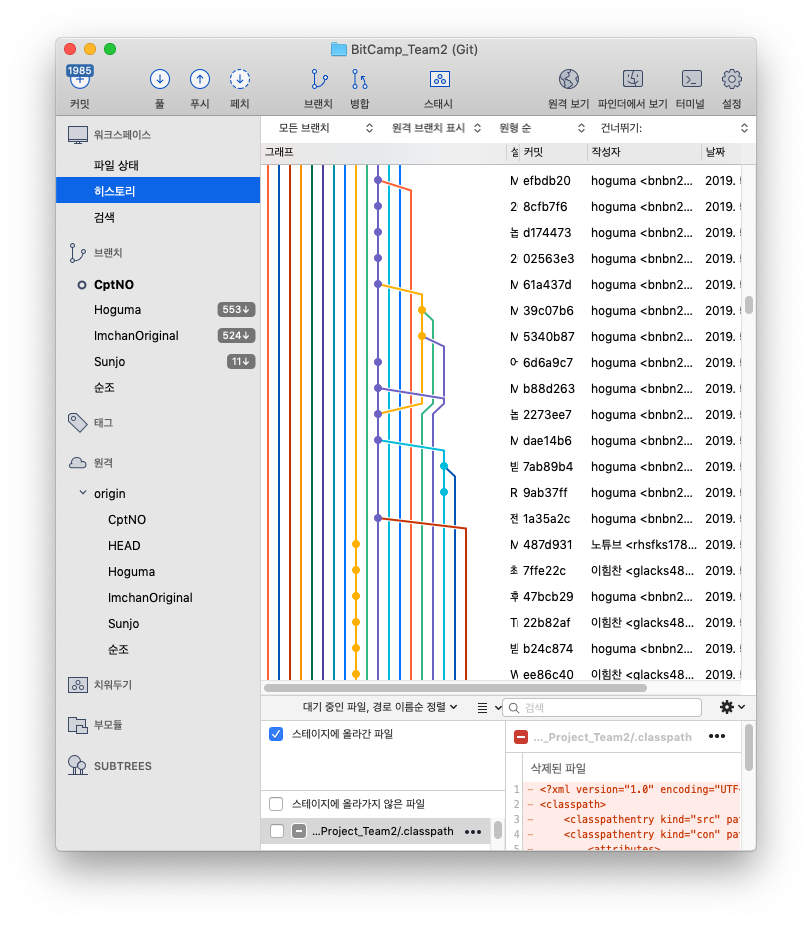 BitCamp_Team2 (Git)
1985
커밋 풀 푸시 페치 브랜치 병합 스태시 원격 보기 파인더에서 보기 터미널 설정
워크스페이스
파일 상태
히스토리
검색
브랜치
CptNO
Hoguma 553↓
ImchanOriginal 524↓
Sunjo 11↓
순조
태그
원격
origin
CptNO
HEAD
Hoguma
ImchanOriginal
Sunjo
순조
치워두기
부모듈
SUBTREES
모든 브랜치 원격 브랜치 표시 원형 순 건너뛰기:
그래프 커밋 작성자 날짜
M efbdb20 hoguma <bnbn2... 2019.
2 8cfb7f6 hoguma <bnbn2... 2019.
놉 d174473 hoguma <bnbn2... 2019.
2 02563e3 hoguma <bnbn2... 2019.
M 61a437d hoguma <bnbn2... 2019.
M 39c07b6 hoguma <bnbn2... 2019.
M 5340b87 hoguma <bnbn2... 2019.
6d6a9c7 hoguma <bnbn2... 2019.
M b88d263 hoguma <bnbn2... 2019.
놉 2273ee7 hoguma <bnbn2... 2019.
M dae14b6 hoguma <bnbn2... 2019.
7ab89b4 hoguma <bnbn2... 2019.
R 9ab37ff hoguma <bnbn2... 2019.
전 1a35a2c hoguma <bnbn2... 2019.
M 487d931 노튜브 <rhsfks178... 2019.
초 7ffe22c 이힘찬 <glacks48... 2019.
후 47bcb29 hoguma <bnbn2... 2019.
T 22b82af 이힘찬 <glacks48... 2019.
b24c874 hoguma <bnbn2... 2019.
W ee86c40 이힘찬 <glacks48... 2019.
대기 중인 파일, 경로 이름순 정렬 검색
스테이지에 올라간 파일
스테이지에 올라가지 않은 파일
...Project_Team2/.classpath
..._Project_Team2/.classpath
삭제된 파일
1 - <?xml version="1.0" encoding="UTF-
2 - <classpath>
3 - <classpathentry kind="src" pa
4 - <classpathentry kind="con" pa
5 - <attributes>